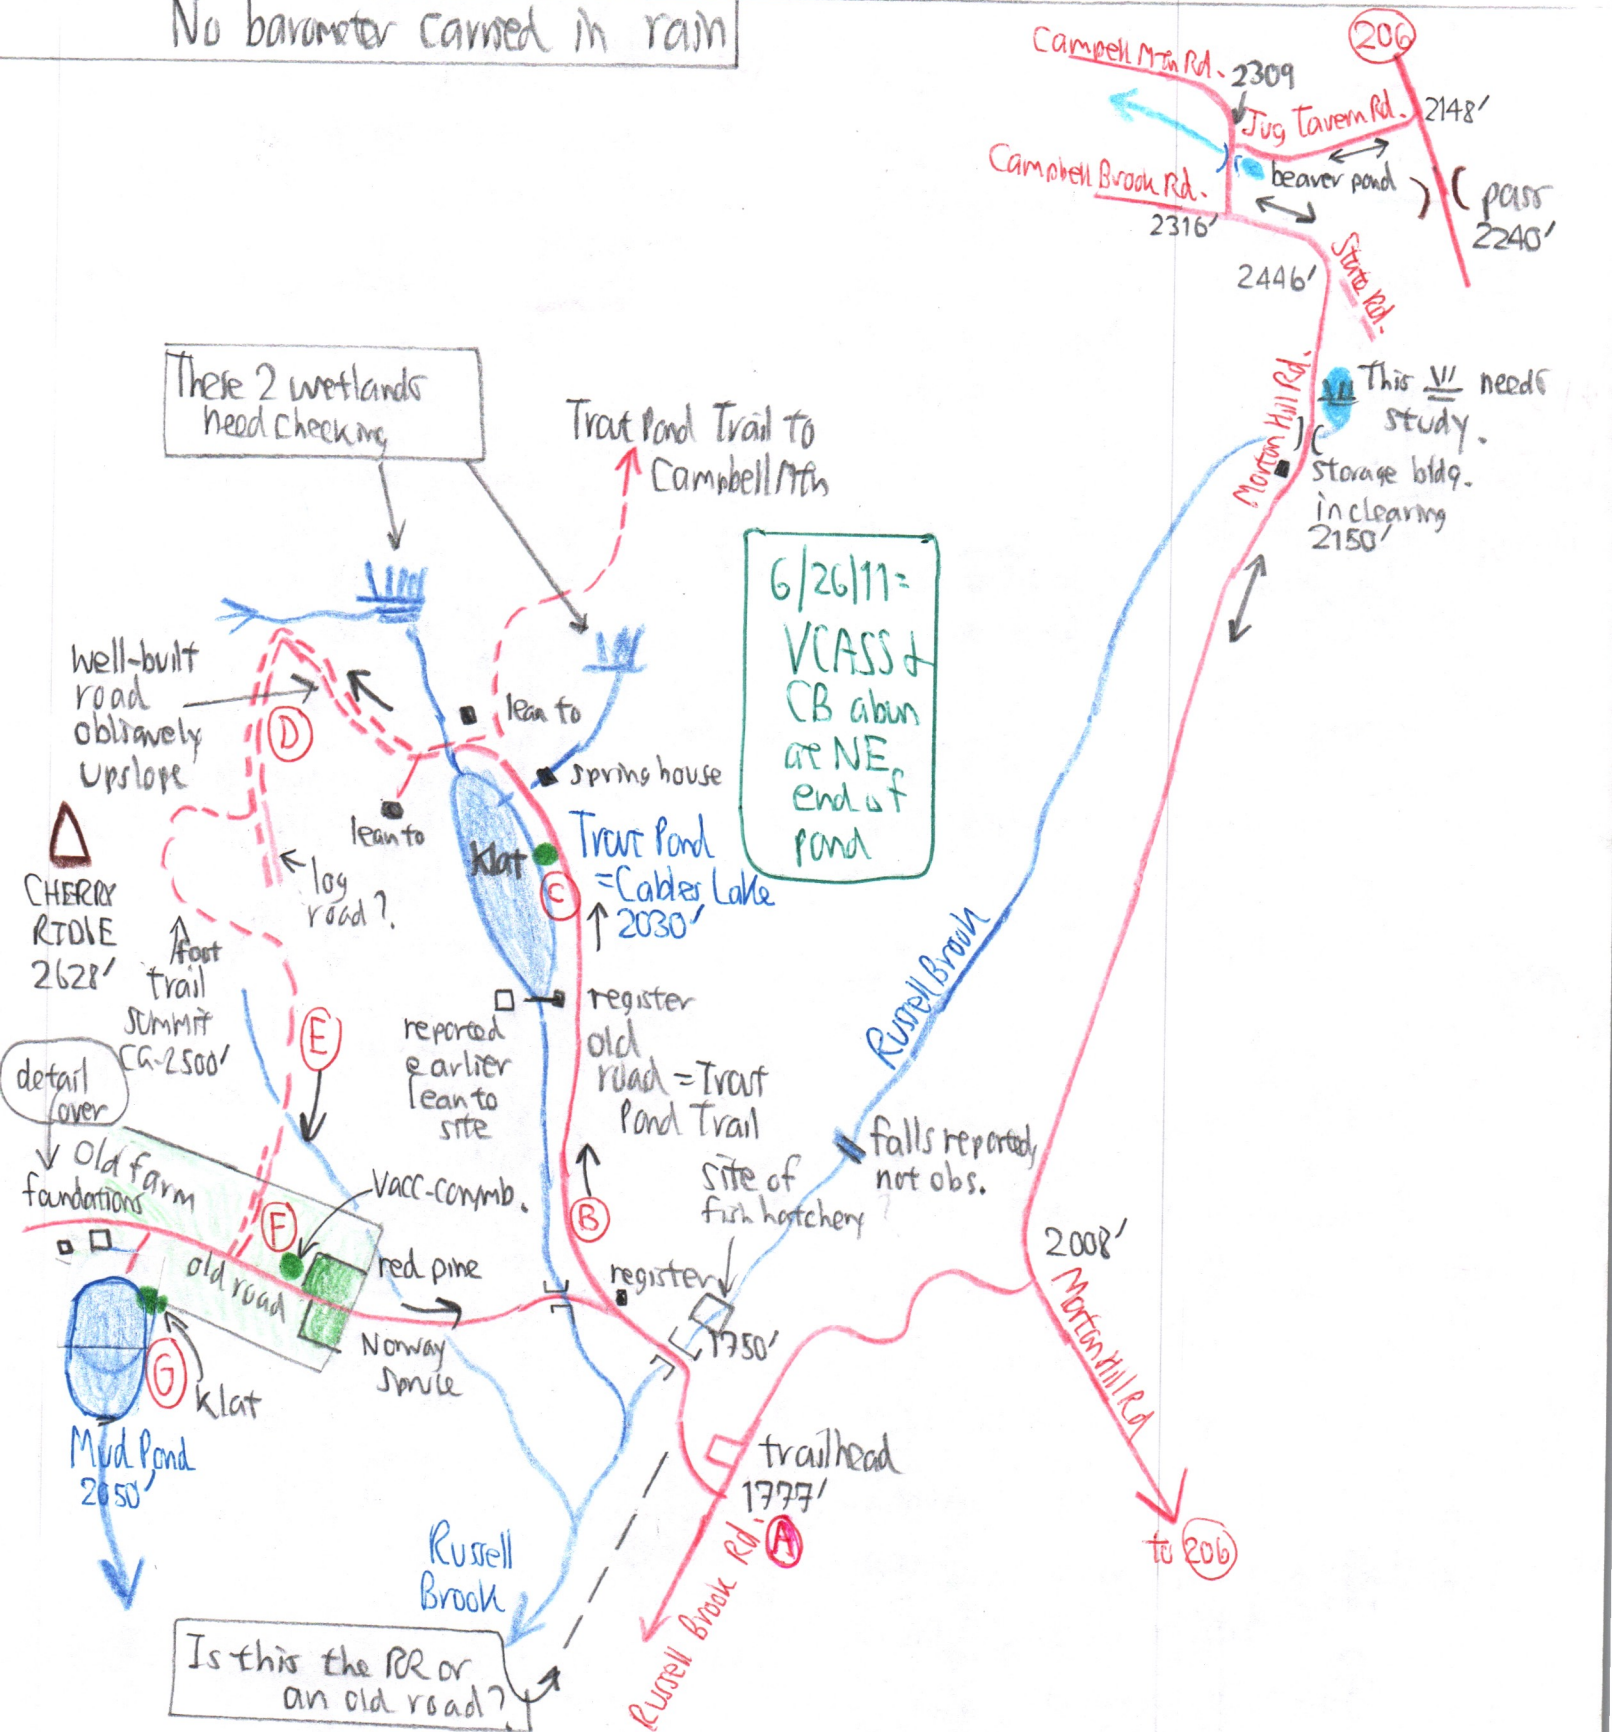 No barometer carried in rain
206
Campell Mtn Rd.
2309
Jug Tavern Rd.
2148'
Campbell Brook Rd.
beaver pond
pass
2240'
2316'
2446'
State Rd.
Morton Hill Rd.
This needs
study.
storage bldg.
in clearing
2150'
These 2 wetlands
need checking
Trout Pond Trail to
Campbell Mtn
6/26/11=
VCASS &
CB abun
at NE
end of
pond
well-built
road
obliquely
upslope
D
lean to
spring house
lean to
Klat
Trout Pond
=Cables Lake
2030'
C
CHERRY
RIDGE
2628'
log
road?
foot
trail
summit
ca-2500'
E
reported
earlier
lean to
site
register
old
road = Trout
Pond Trail
Russell Brook
detail
over
Old farm
foundations
F
Vacc-corymb.
B
site of
fish hatchery
falls reported,
not obs.
2008'
old road
red pine
register
1750'
Norway
Spruce
G
Klat
Mud Pond
2050'
Morton Hill Rd
trailhead
1777'
A
to 206
Russell
Brook
Russell Brook Rd.
Is this the RR or
an old road?